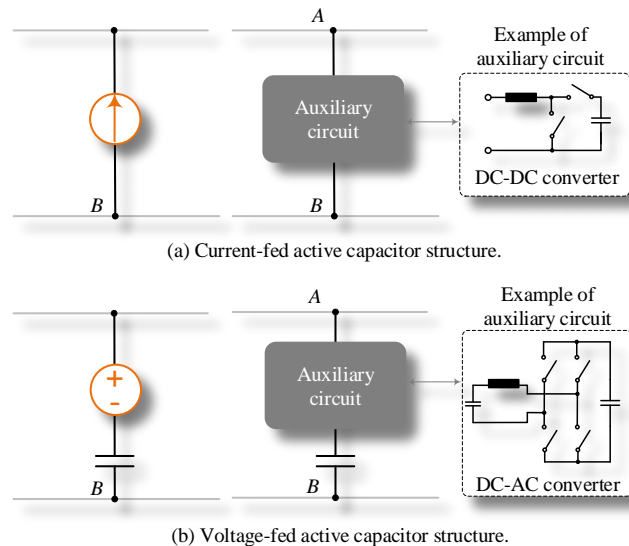 A
Example of
auxiliary circuit
Auxiliary
circuit
DC-DC converter
B
B
(a) Current-fed active capacitor structure.
A
Example of
auxiliary circuit
+
-
Auxiliary
circuit
B
B
DC-AC converter
(b) Voltage-fed active capacitor structure.